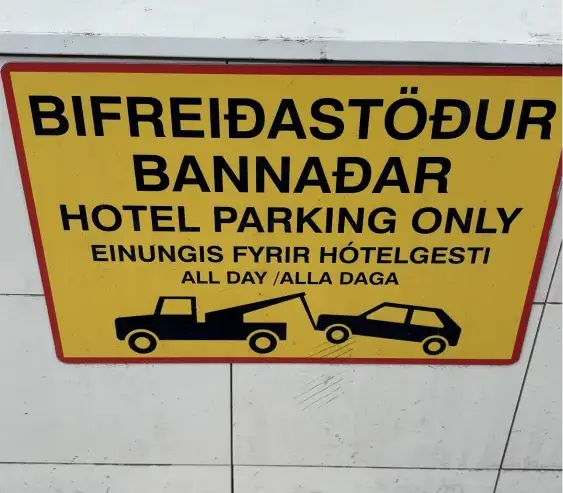 BIFREIÐASTÖÐUR
BANNAÐAR
HOTEL PARKING ONLY
EINUNGIS FYRIR HÓTELGESTI
ALL DAY /ALLA DAGA